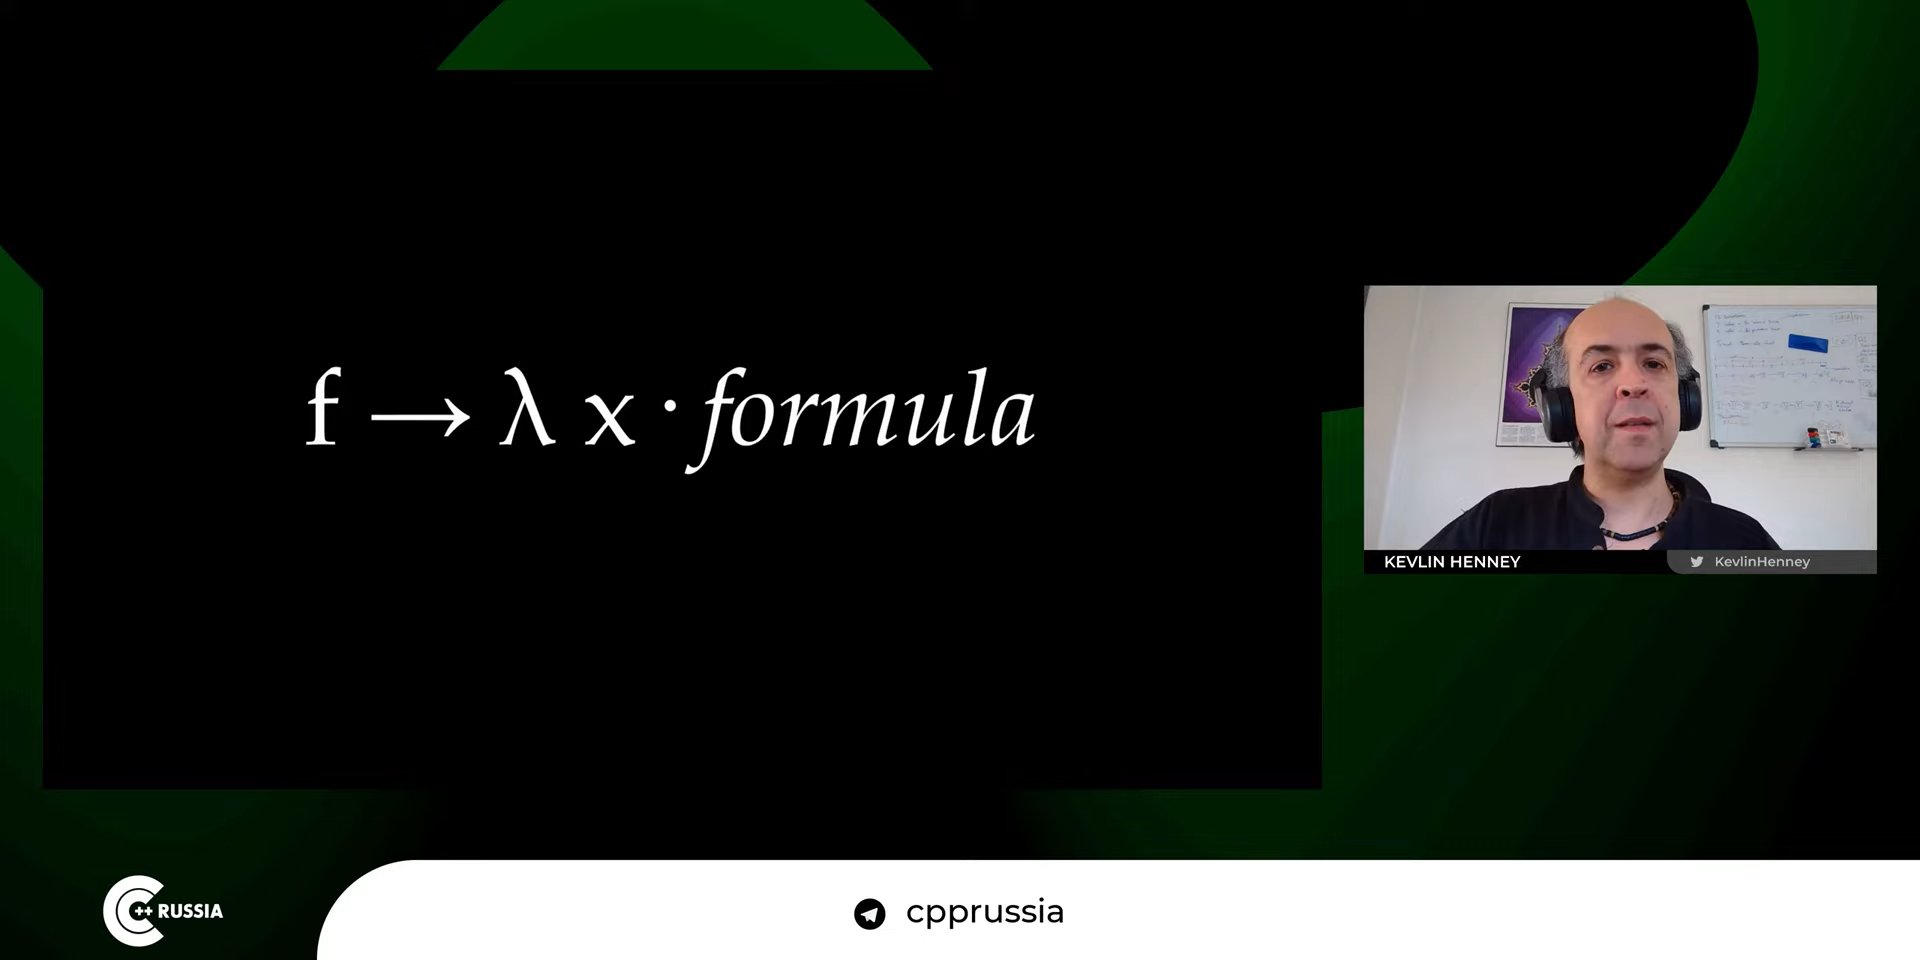 f → λ x · formula
KEVLIN HENNEY
KevlinHenney
C++ RUSSIA
cpprussia